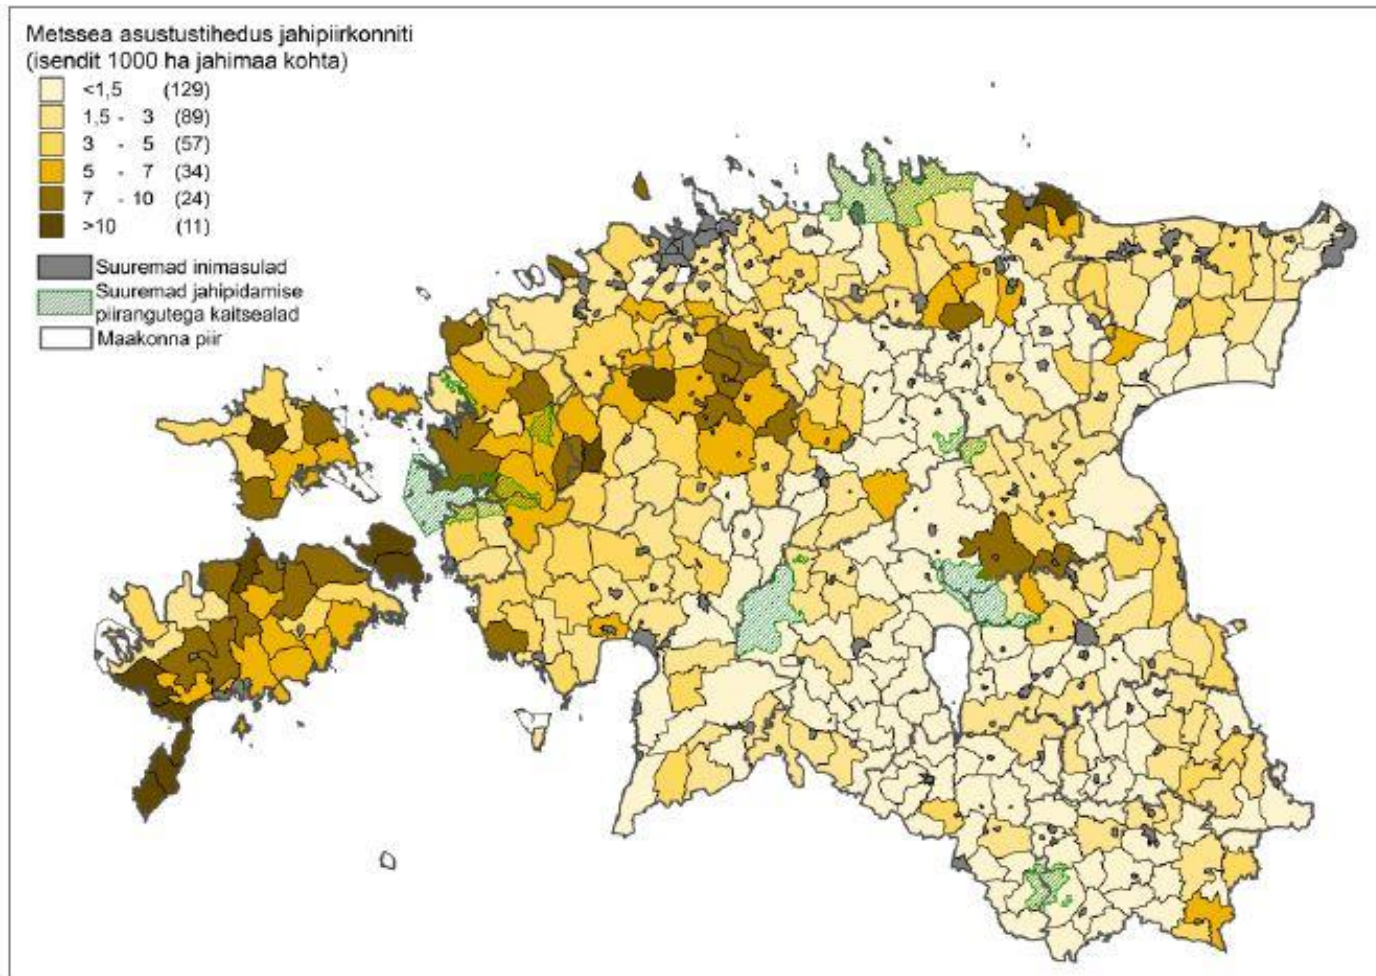 Metssea asustustihedus jahipiirkonniti
(isendit 1000 ha jahimaa kohta)
<1,5 (129)
1,5 - 3 (89)
3 - 5 (57)
5 - 7 (34)
7 - 10 (24)
>10 (11)
Suuremad inimasulad
Suuremad jahipidamise
piirangutega kaitsealad
Maakonna piir